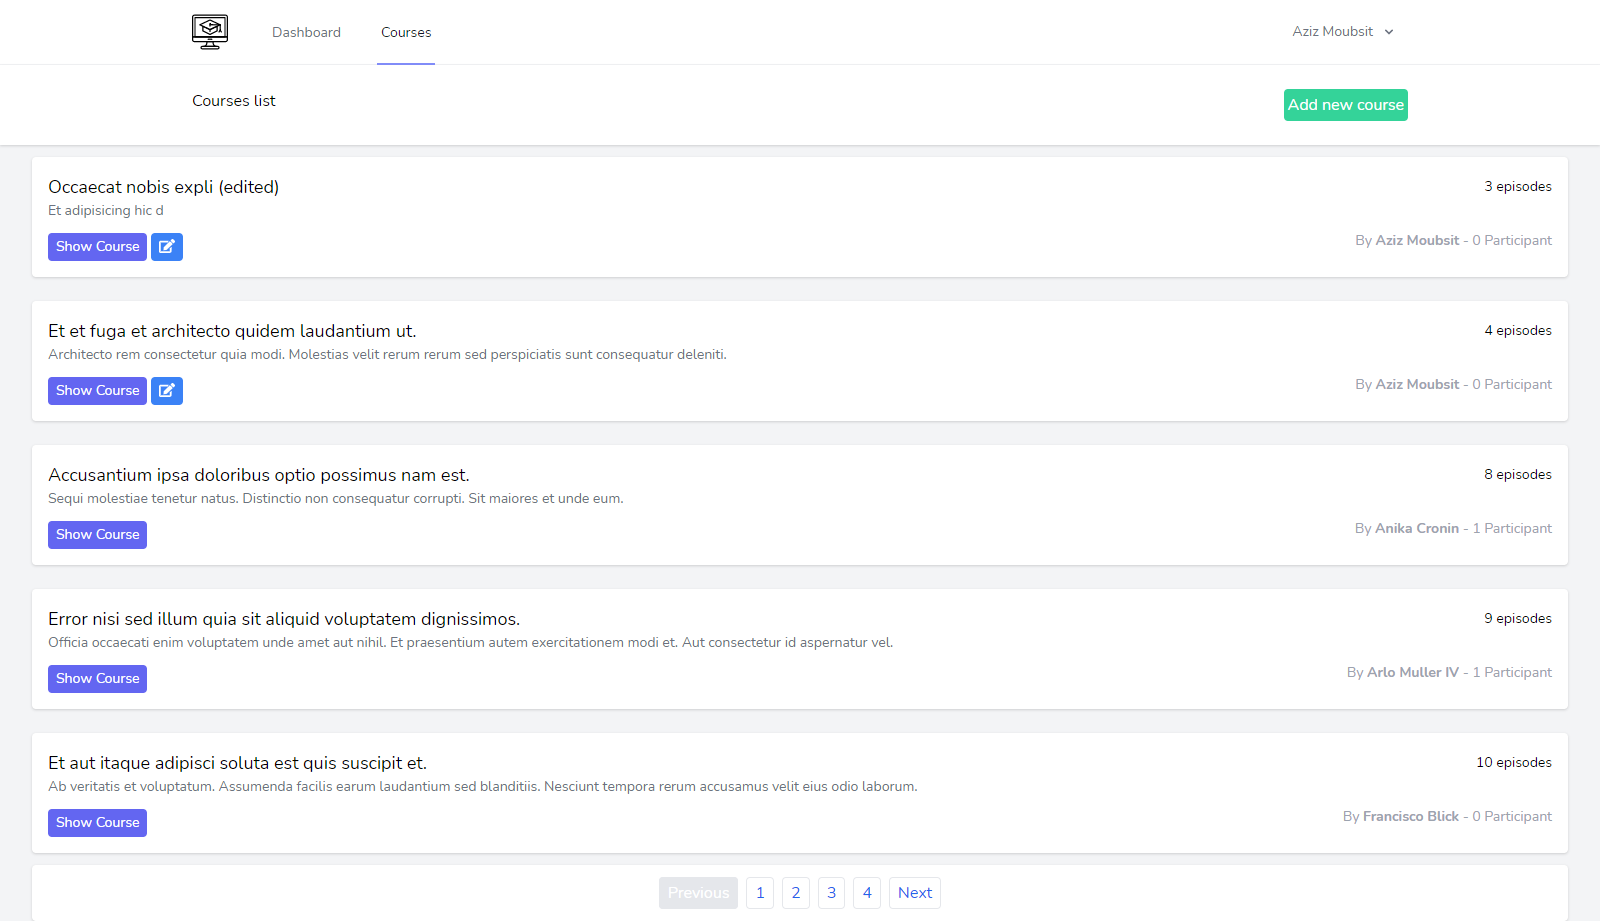 Dashboard
Courses
Aziz Moubsit
Courses list
Add new course
Occaecat nobis expli (edited)
3 episodes
Et adipisicing hic d
Show Course
By Aziz Moubsit - 0 Participant
Et et fuga et architecto quidem laudantium ut.
4 episodes
Architecto rem consectetur quia modi. Molestias velit rerum rerum sed perspiciatis sunt consequatur deleniti.
Show Course
By Aziz Moubsit - 0 Participant
Accusantium ipsa doloribus optio possimus nam est.
8 episodes
Sequi molestiae tenetur natus. Distinctio non consequatur corrupti. Sit maiores et unde eum.
Show Course
By Anika Cronin - 1 Participant
Error nisi sed illum quia sit aliquid voluptatem dignissimos.
9 episodes
Officia occaecati enim voluptatem unde amet aut nihil. Et praesentium autem exercitationem modi et. Aut consectetur id aspernatur vel.
Show Course
By Arlo Muller IV - 1 Participant
Et aut itaque adipisci soluta est quis suscipit et.
10 episodes
Ab veritatis et voluptatum. Assumenda facilis earum laudantium sed blanditiis. Nesciunt tempora rerum accusamus velit eius odio laborum.
Show Course
By Francisco Blick - 0 Participant
Previous 1 2 3 4 Next